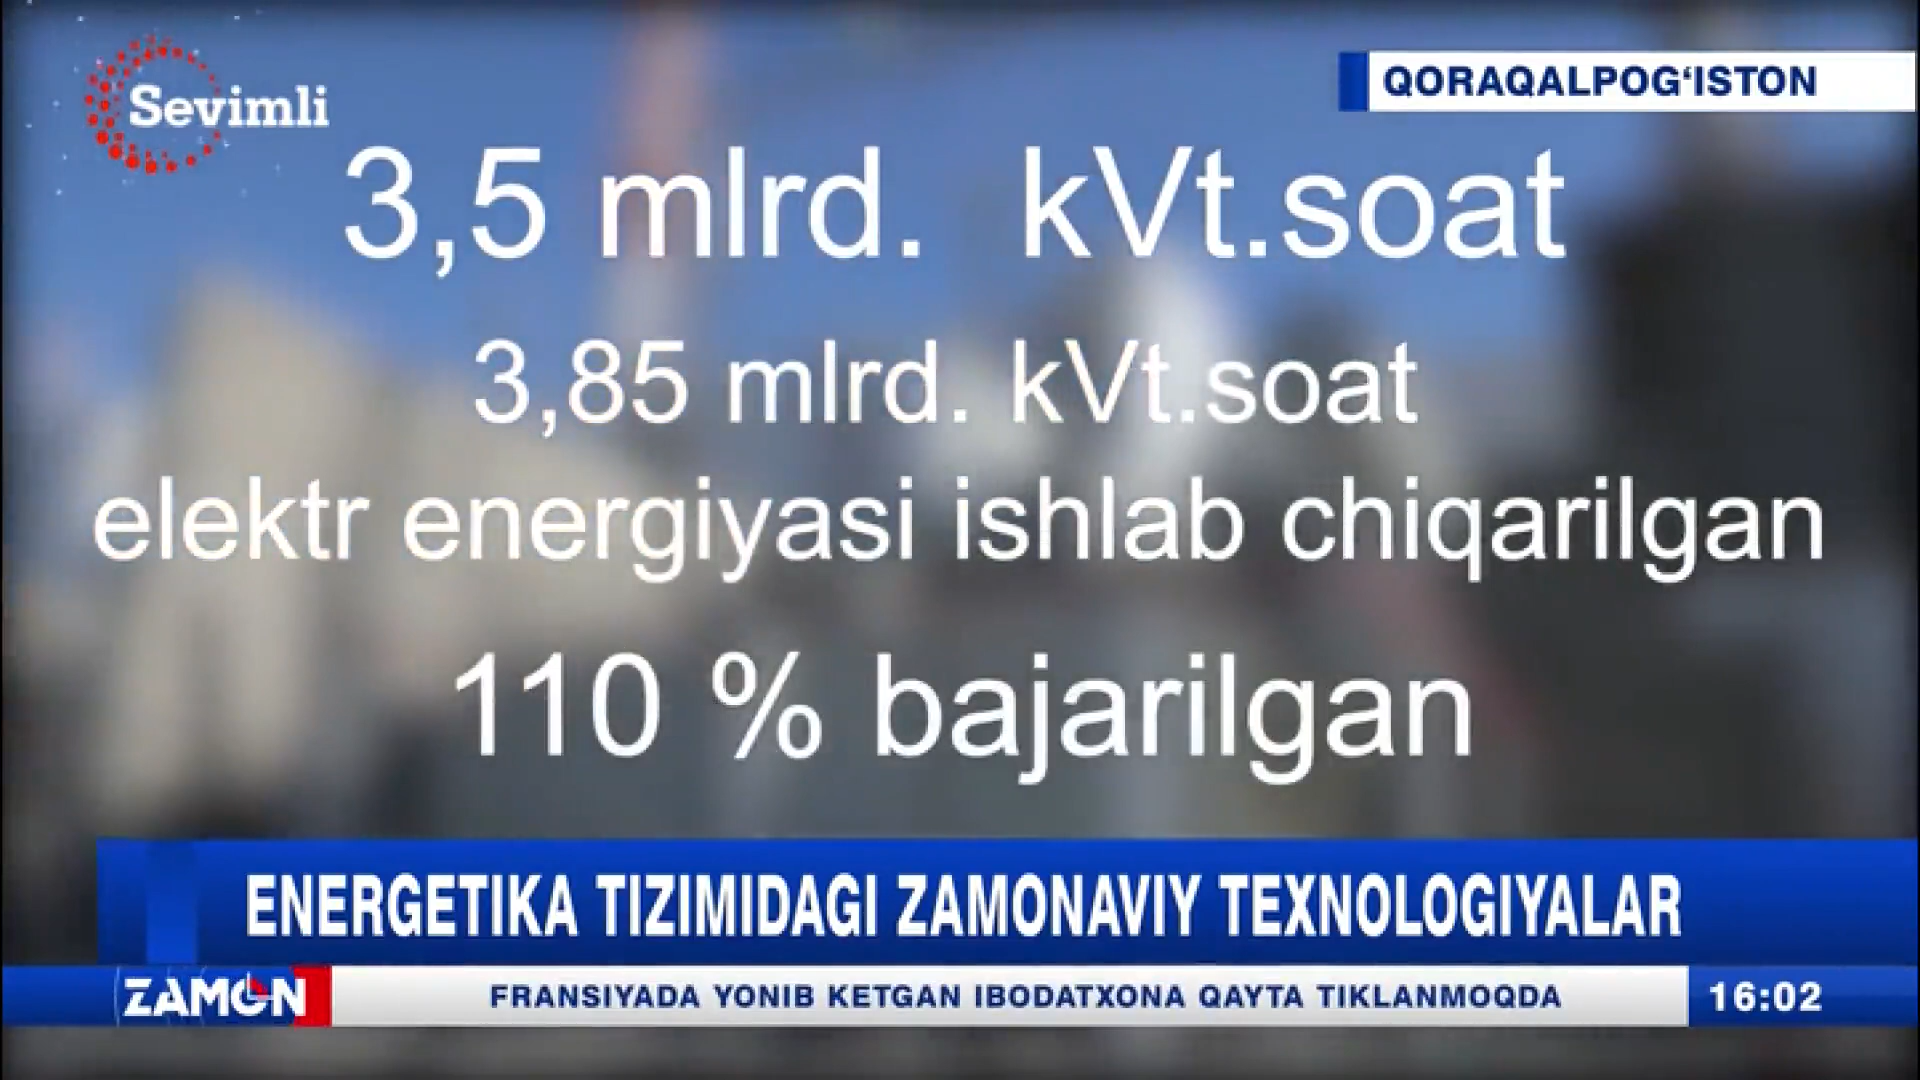 Sevimli
QORAQALPOG‘ISTON
3,5 mlrd. kVt.soat
3,85 mlrd. kVt.soat
elektr energiyasi ishlab chiqarilgan
110 % bajarilgan
ENERGETIKA TIZIMIDAGI ZAMONAVIY TEXNOLOGIYALAR
ZAMON FRANSIYADA YONIB KETGAN IBODATXONA QAYTA TIKLANMOQDA 16:02